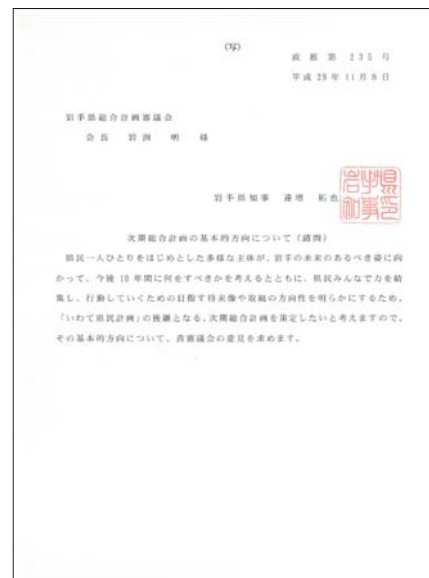 (写)
政推第235号
平成29年11月8日
岩手県総合計画審議会
会長 岩渕 明 様
岩手県知事 達増 拓也
岩手県知事之印
次期総合計画の基本的方向について（諮問）
県民一人ひとりをはじめとした多様な主体が、岩手の未来のあるべき姿に向
かって、今後10年間に何をすべきかを考えるとともに、県民みんなで力を結
集し、行動していくための目指す将来像や取組の方向性を明らかにするため、
「いわて県民計画」の後継となる、次期総合計画を策定したいと考えますので、
その基本的方向について、貴審議会の意見を求めます。